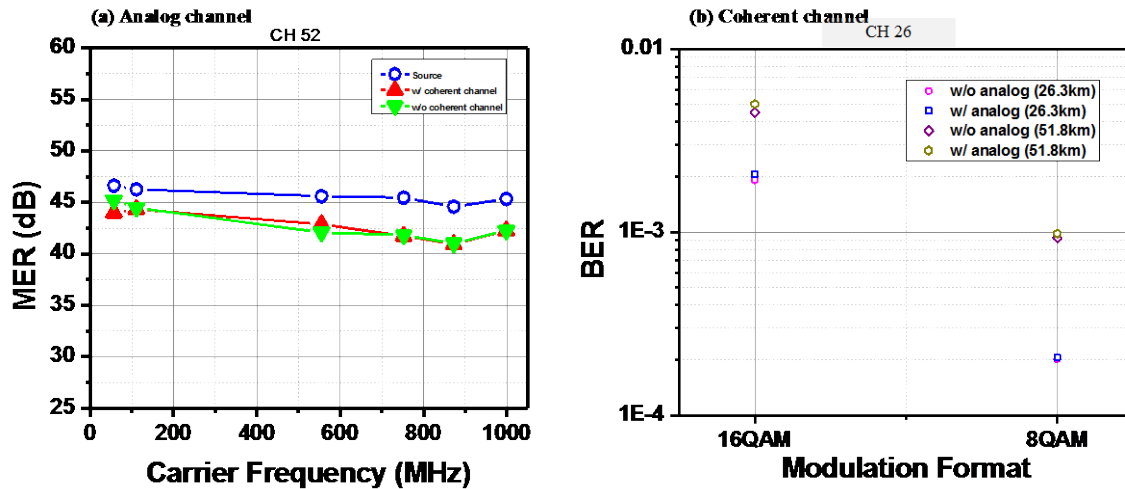 (a) Analog channel
CH 52
60
55
50
45
40
35
30
25
MER (dB)
Source
w/ coherent channel
w/o coherent channel
0
200
400
600
800
1000
Carrier Frequency (MHz)
(b) Coherent channel
CH 26
0.01
1E-3
1E-4
BER
w/o analog (26.3km)
w/ analog (26.3km)
w/o analog (51.8km)
w/ analog (51.8km)
16QAM
8QAM
Modulation Format